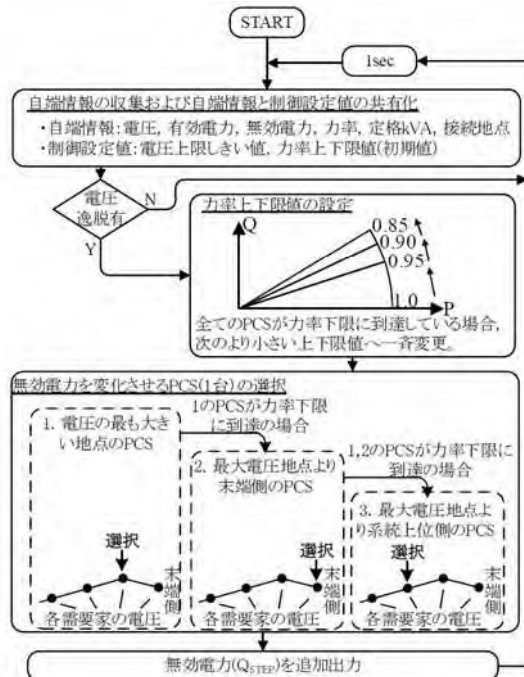 START
1sec
自端情報の収集および自端情報と制御設定値の共有化
・自端情報：電圧, 有効電力, 無効電力, 力率, 定格kVA, 接続地点
・制御設定値：電圧上限しきい値, 力率上下限値(初期値)
電圧
逸脱有
N
Y
力率上下限値の設定
Q
0.85
0.90
0.95
1.0
P
全てのPCSが力率下限に到達している場合,
次のより小さい上下限値へ一斉変更。
無効電力を変化させるPCS(1台)の選択
1. 電圧の最も大き
い地点のPCS
1のPCSが力率下限
に到達の場合
2. 最大電圧地点より
末端側のPCS
1,2のPCSが力率下限に
到達の場合
3. 最大電圧地点よ
り系統上位側のPCS
選択
末端側
各需要家の電圧
選択
末端側
各需要家の電圧
選択
末端側
各需要家の電圧
無効電力(QSTEP)を追加出力